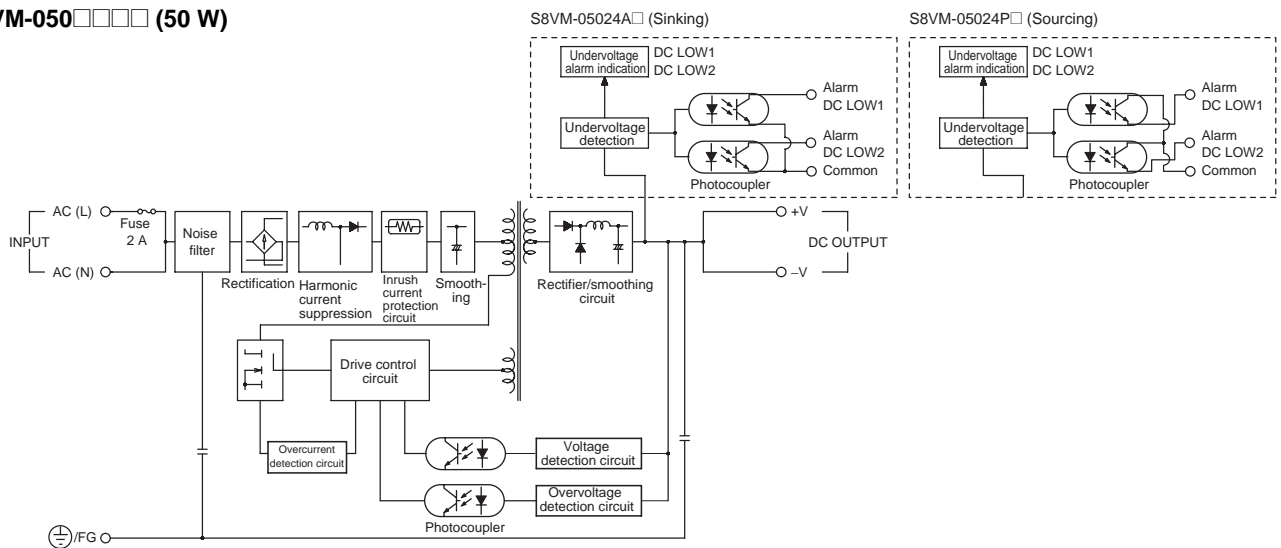 VM-050□□□□ (50 W)
S8VM-05024A□ (Sinking)
Undervoltage
alarm indication
DC LOW1
DC LOW2
Undervoltage
detection
Alarm
DC LOW1
Alarm
DC LOW2
Common
Photocoupler
S8VM-05024P□ (Sourcing)
Undervoltage
alarm indication
DC LOW1
DC LOW2
Undervoltage
detection
Alarm
DC LOW1
Alarm
DC LOW2
Common
Photocoupler
INPUT
AC (L)
AC (N)
Fuse
2 A
Noise
filter
Rectification
Harmonic
current
suppression
Inrush
current
protection
circuit
Smooth-
ing
Rectifier/smoothing
circuit
+V
DC OUTPUT
–V
Drive control
circuit
Overcurrent
detection circuit
Voltage
detection circuit
Overvoltage
detection circuit
Photocoupler
/FG